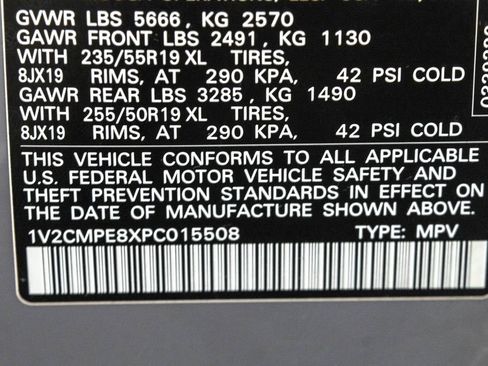 GVWR LBS 5666, KG 2570
GAWR FRONT LBS 2491, KG 1130
WITH 235/55R19 XL TIRES,
8JX19 RIMS, AT 290 KPA, 42 PSI COLD
GAWR REAR LBS 3285, KG 1490
WITH 255/50R19 XL TIRES,
8JX19 RIMS, AT 290 KPA, 42 PSI COLD
THIS VEHICLE CONFORMS TO ALL APPLICABLE
U.S. FEDERAL MOTOR VEHICLE SAFETY AND
THEFT PREVENTION STANDARDS IN EFFECT ON
THE DATE OF MANUFACTURE SHOWN ABOVE.
1V2CMPE8XPC015508 TYPE: MPV